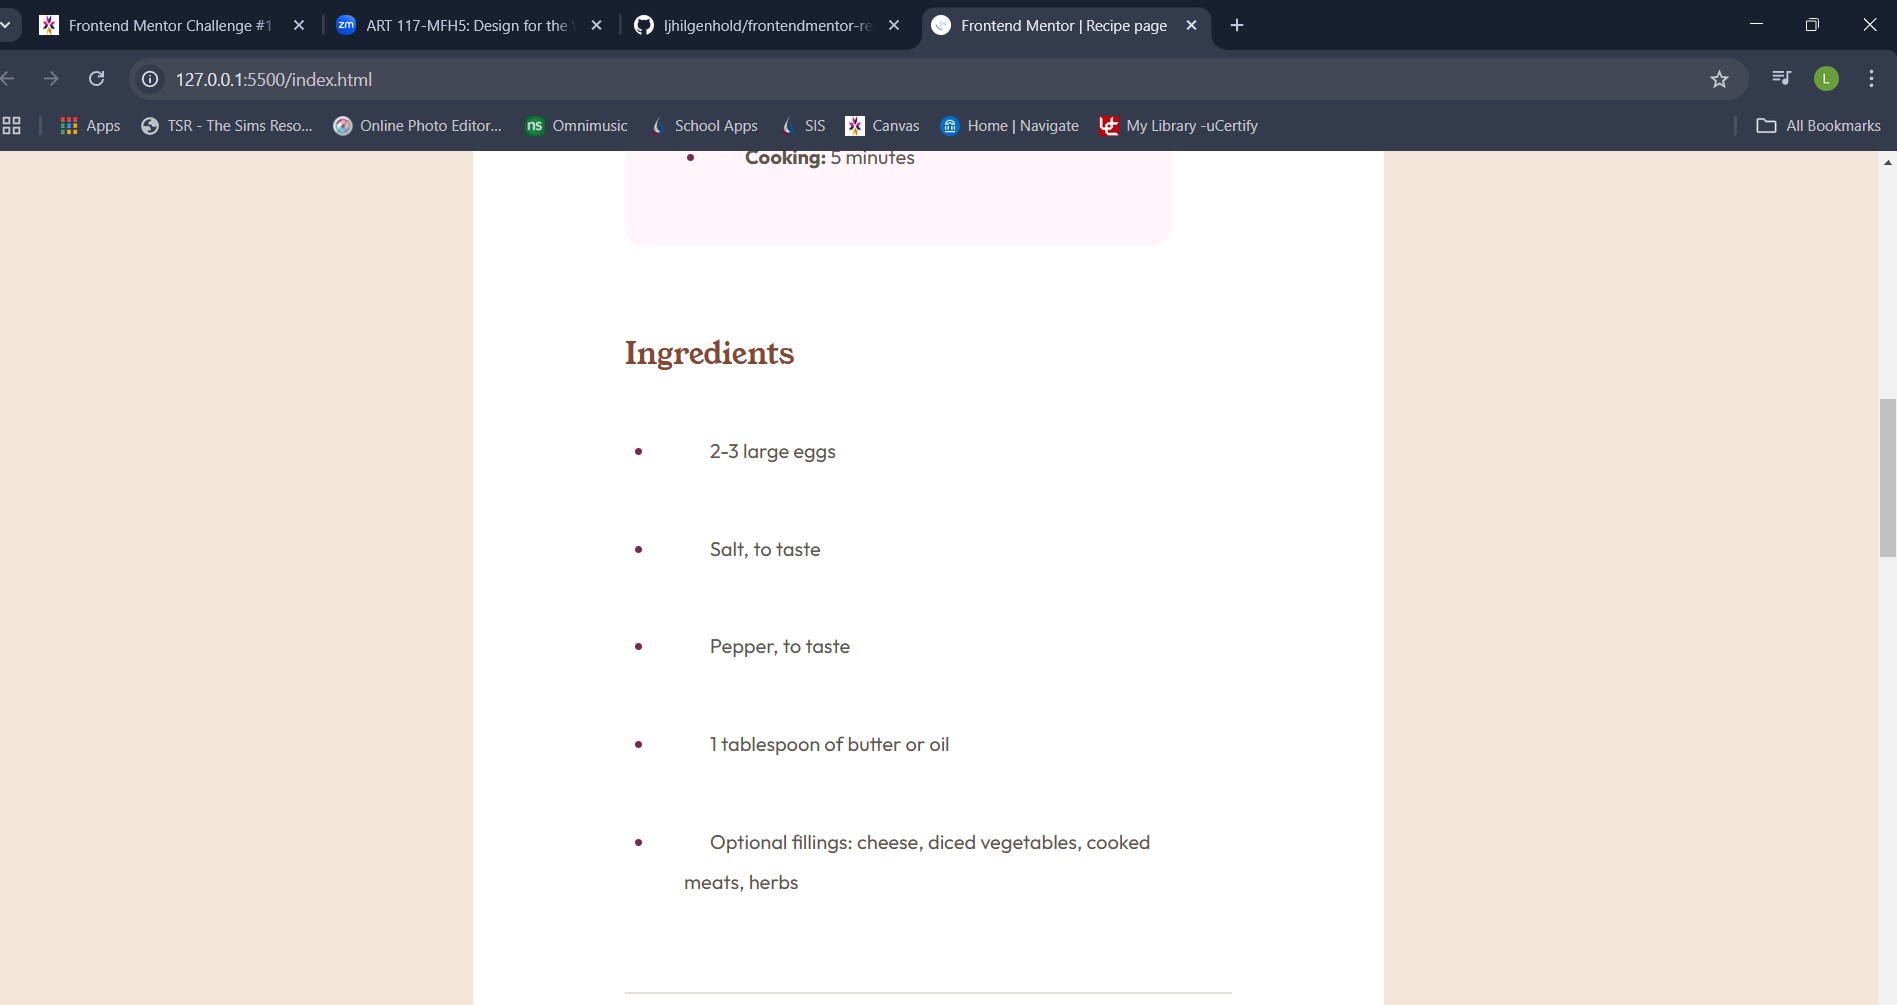 Frontend Mentor Challenge #1
ART 117-MFH5: Design for the
ljhilgenhold/frontendmentor-re
Frontend Mentor | Recipe page
127.0.0.1:5500/index.html
L
Apps
TSR - The Sims Reso...
Online Photo Editor...
Omnimusic
School Apps
SIS
Canvas
Home | Navigate
My Library -uCertify
All Bookmarks
zm
ns
Cooking: 5 minutes
Ingredients
2-3 large eggs
Salt, to taste
Pepper, to taste
1 tablespoon of butter or oil
Optional fillings: cheese, diced vegetables, cooked
meats, herbs